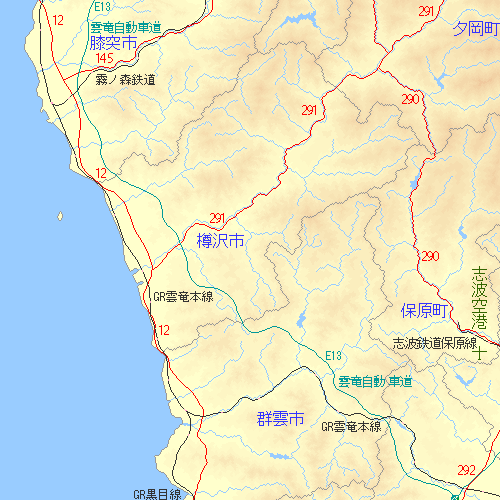 E13
291
12
雲竜自動車道
夕岡町
膝突市
145
霧ノ森鉄道
290
291
12
291
樽沢市
290
志波空港
GR雲竜本線
保原町
12
志波鉄道保原線
E13
雲竜自動車道
群雲市
GR雲竜本線
292
GR黒目線